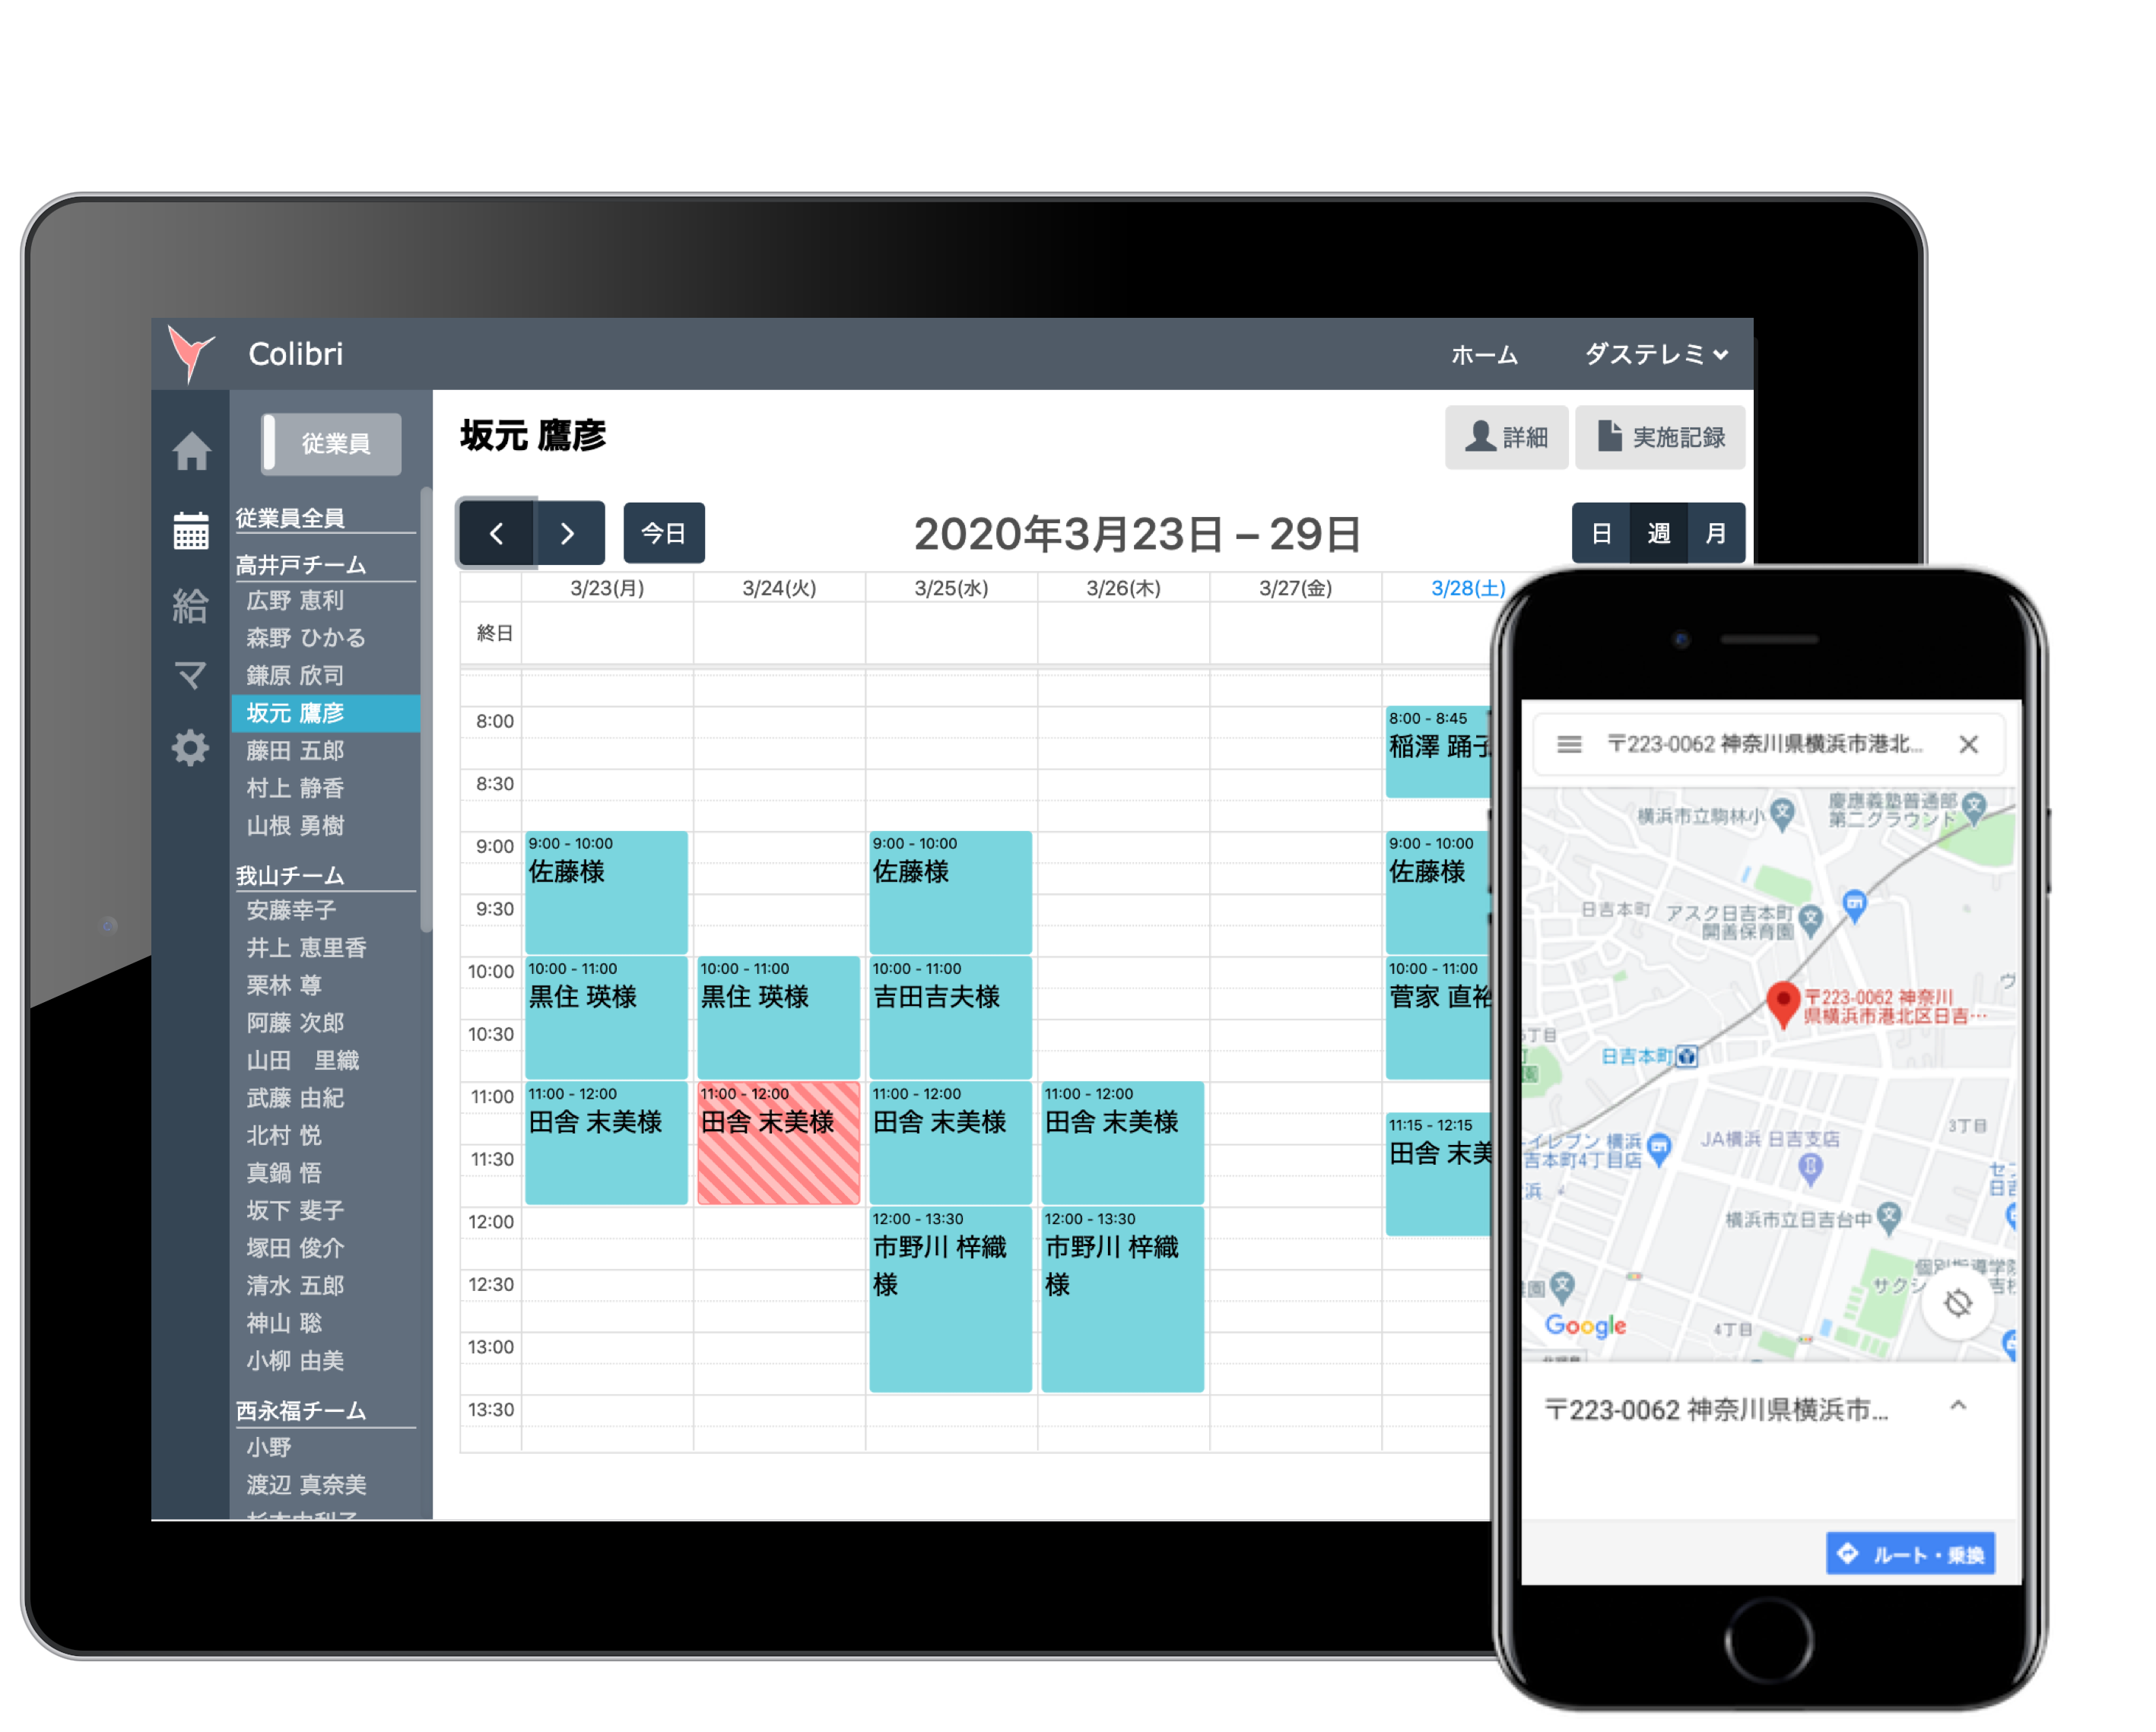 Colibri
ホーム
ダステレミ
従業員
従業員全員
高井戸チーム
広野 恵利
森野 ひかる
鎌原 欣司
坂元 鷹彦
藤田 五郎
村上 静香
山根 勇樹
我山チーム
安藤幸子
井上 恵里香
栗林 尊
阿藤 次郎
山田　里織
武藤 由紀
北村 悦
真鍋 悟
坂下 斐子
塚田 俊介
清水 五郎
神山 聡
小柳 由美
西永福チーム
小野
渡辺 真奈美
給
マ
坂元 鷹彦
詳細
実施記録
今日
2020年3月23日 – 29日
日
週
月
3/23(月)
3/24(火)
3/25(水)
3/26(木)
3/27(金)
3/28(土)
終日
8:00
8:30
9:00
9:30
10:00
10:30
11:00
11:30
12:00
12:30
13:00
13:30
9:00 - 10:00
佐藤様
10:00 - 11:00
黒住 瑛様
11:00 - 12:00
田舎 末美様
10:00 - 11:00
黒住 瑛様
11:00 - 12:00
田舎 末美様
9:00 - 10:00
佐藤様
10:00 - 11:00
吉田吉夫様
11:00 - 12:00
田舎 末美様
12:00 - 13:30
市野川 梓織
様
11:00 - 12:00
田舎 末美様
12:00 - 13:30
市野川 梓織
様
8:00 - 8:45
稲澤 踊子
9:00 - 10:00
佐藤様
10:00 - 11:00
菅家 直裕
11:15 - 12:15
田舎 末美
〒223-0062 神奈川県横浜市港北...
横浜市立駒林小
慶應義塾普通部
第二グラウンド
日吉本町
アスク日吉本町
開善保育園
〒223-0062 神奈川
県横浜市港北区日吉…
丁目
日吉本町
3丁目
イレブン 横浜
吉本町4丁目店
JA横浜 日吉支店
浜
横浜市立日吉台中
園
サクシ
Google
4丁目
〒223-0062 神奈川県横浜市...
ルート・乗換